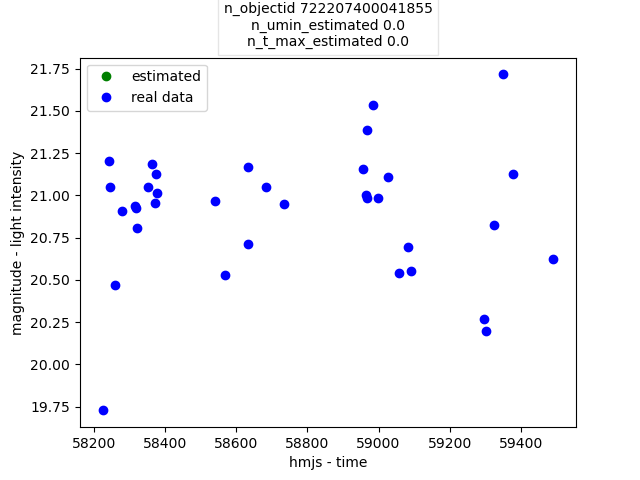 n_objectid 722207400041855
n_umin_estimated 0.0
n_t_max_estimated 0.0
estimated
real data
21.75
21.50
21.25
21.00
20.75
20.50
20.25
20.00
19.75
magnitude - light intensity
58200 58400 58600 58800 59000 59200 59400
hmjs - time